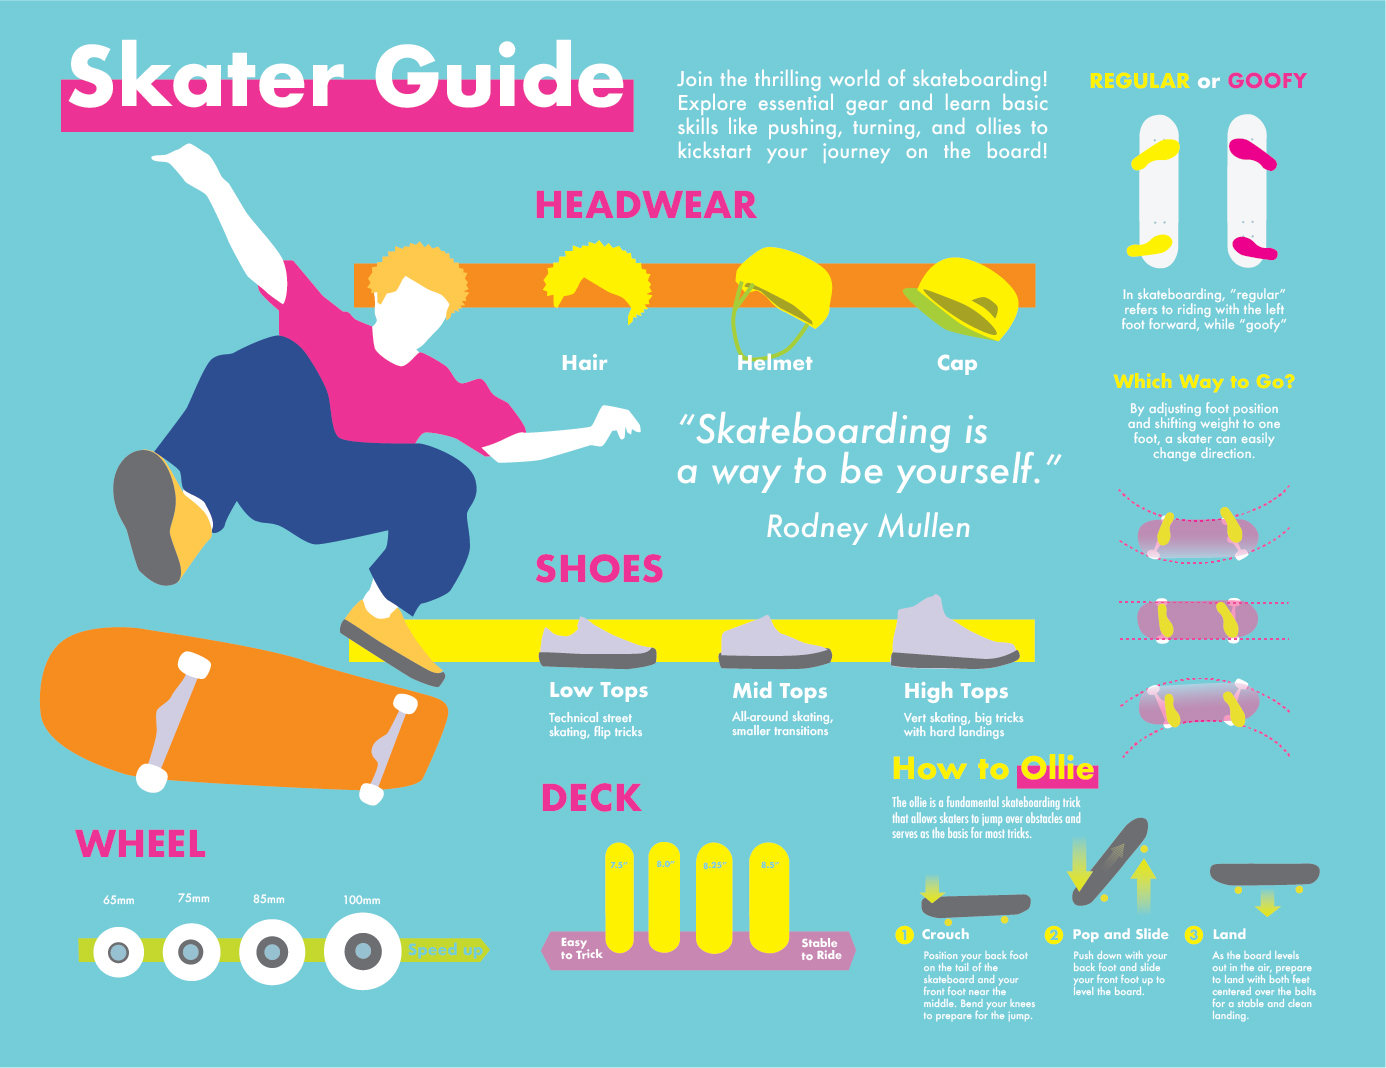 Skater Guide
Join the thrilling world of skateboarding!
Explore essential gear and learn basic
skills like pushing, turning, and ollies to
kickstart your journey on the board!
REGULAR or GOOFY
In skateboarding, “regular”
refers to riding with the left
foot forward, while “goofy”
HEADWEAR
Hair
Helmet
Cap
Which Way to Go?
By adjusting foot position
and shifting weight to one
foot, a skater can easily
change direction.
“Skateboarding is
a way to be yourself.”
Rodney Mullen
SHOES
Low Tops
Technical street
skating, flip tricks
Mid Tops
All-around skating,
smaller transitions
High Tops
Vert skating, big tricks
with hard landings
WHEEL
65mm
75mm
85mm
100mm
Speed up
DECK
7.5”
8.0”
8.25”
8.5”
Easy
to Trick
Stable
to Ride
How to Ollie
The ollie is a fundamental skateboarding trick
that allows skaters to jump over obstacles and
serves as the basis for most tricks.
1 Crouch
Position your back foot
on the tail of the
skateboard and your
front foot near the
middle. Bend your knees
to prepare for the jump.
2 Pop and Slide
Push down with your
back foot and slide
your front foot up to
level the board.
3 Land
As the board levels
out in the air, prepare
to land with both feet
centered over the bolts
for a stable and clean
landing.